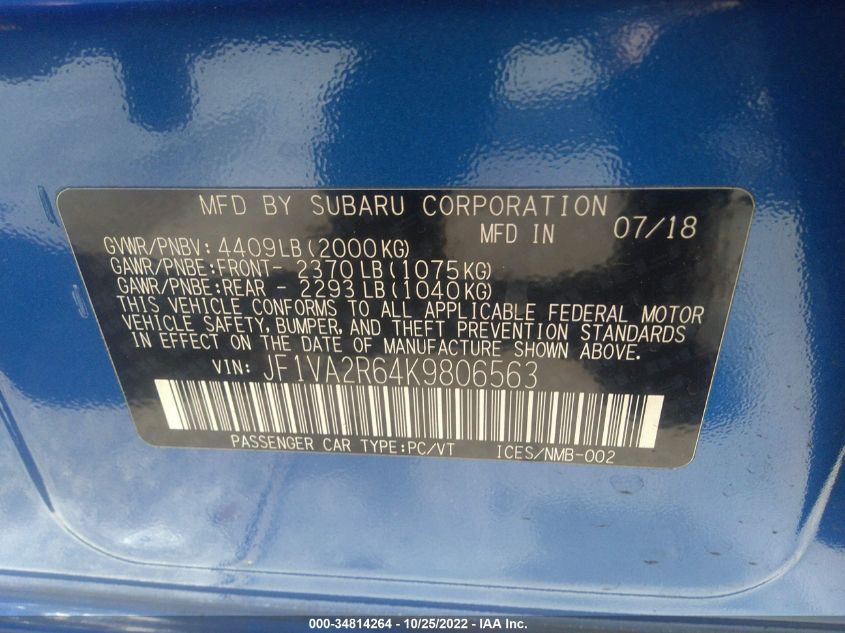 MFD BY SUBARU CORPORATION
MFD IN 07/18
GVWR/PNBV: 4409LB (2000KG)
GAWR/PNBE:FRONT- 2370LB (1075KG)
GAWR/PNBE:REAR - 2293LB (1040KG)
THIS VEHICLE CONFORMS TO ALL APPLICABLE FEDERAL MOTOR
VEHICLE SAFETY, BUMPER, AND THEFT PREVENTION STANDARDS
IN EFFECT ON THE DATE OF MANUFACTURE SHOWN ABOVE.
VIN: JF1VA2R64K9806563
PASSENGER CAR TYPE:PC/VT ICES/NMB-002
000-34814264 - 10/25/2022 - IAA Inc.